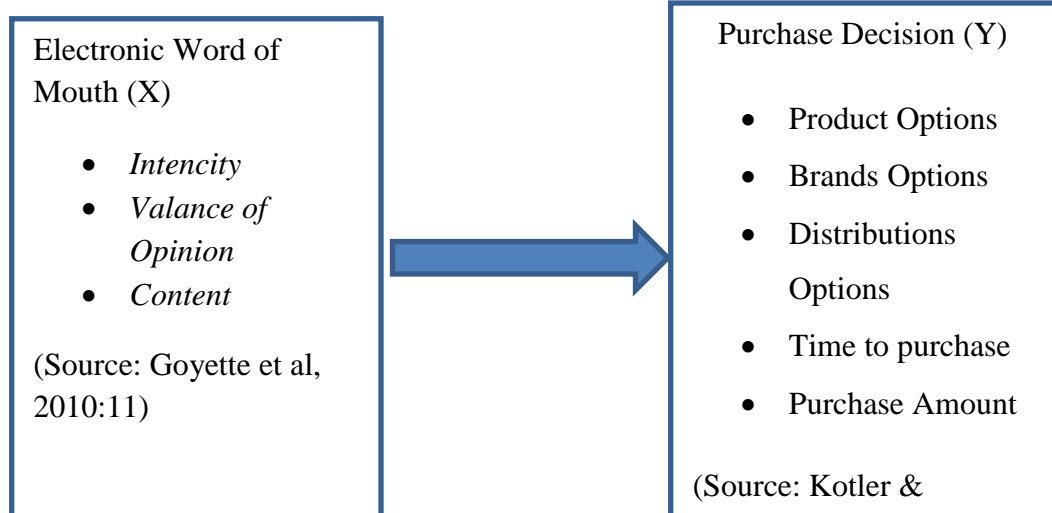 Electronic Word of
Mouth (X)
• Intencity
• Valance of
Opinion
• Content
(Source: Goyette et al,
2010:11)
Purchase Decision (Y)
• Product Options
• Brands Options
• Distributions
Options
• Time to purchase
• Purchase Amount
(Source: Kotler &